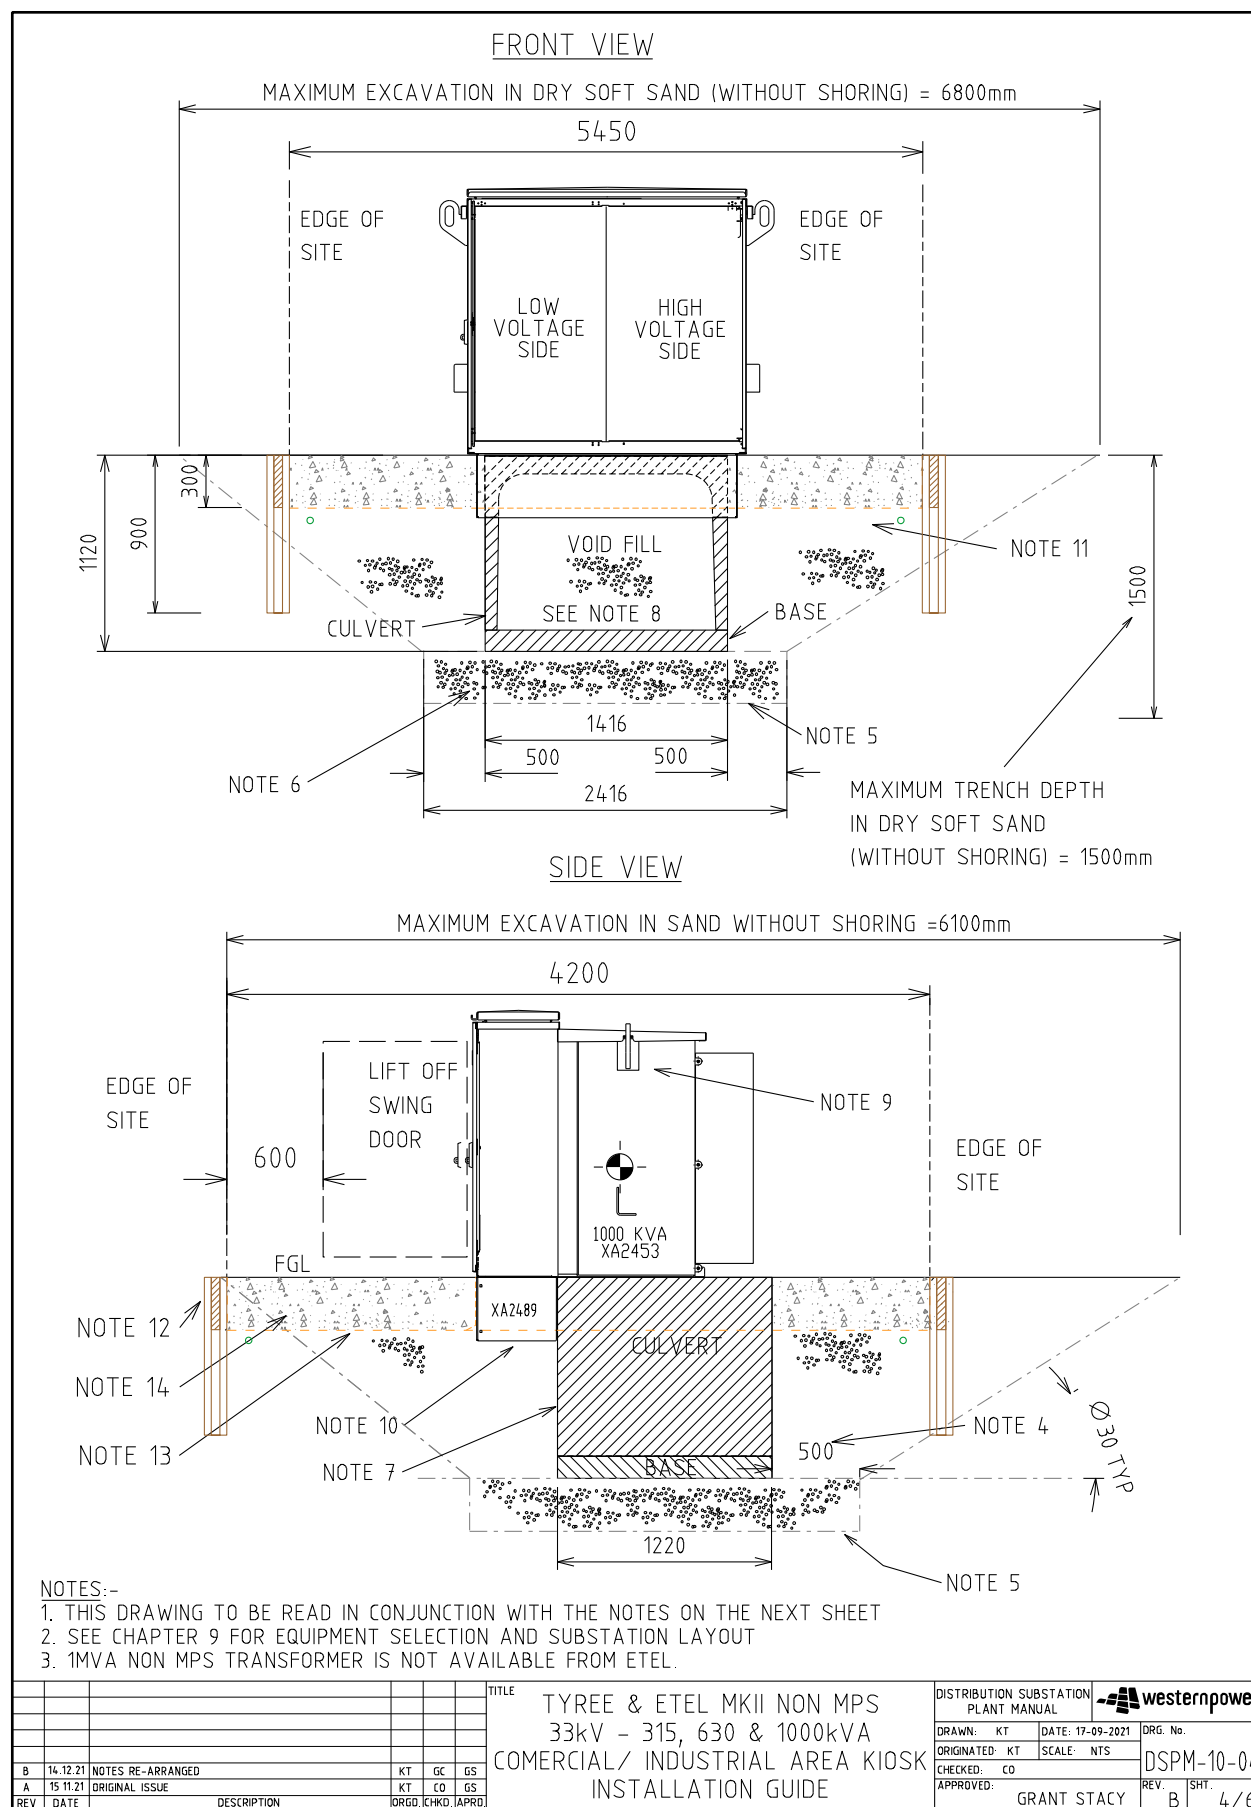 FRONT VIEW
MAXIMUM EXCAVATION IN DRY SOFT SAND (WITHOUT SHORING) = 6800mm
5450
EDGE OF
SITE
EDGE OF
SITE
LOW
VOLTAGE
SIDE
HIGH
VOLTAGE
SIDE
300
900
1120
1500
NOTE 11
VOID FILL
SEE NOTE 8
CULVERT
BASE
1416
NOTE 5
500
500
NOTE 6
2416
MAXIMUM TRENCH DEPTH
IN DRY SOFT SAND
(WITHOUT SHORING) = 1500mm
SIDE VIEW
MAXIMUM EXCAVATION IN SAND WITHOUT SHORING =6100mm
4200
EDGE OF
SITE
LIFT OFF
SWING
DOOR
NOTE 9
600
EDGE OF
SITE
1000 KVA
XA2453
FGL
XA2489
NOTE 12
CULVERT
NOTE 14
NOTE 10
NOTE 4
Ø30 TYP
NOTE 13
NOTE 7
500
BASE
1220
NOTE 5
NOTES:-
1. THIS DRAWING TO BE READ IN CONJUNCTION WITH THE NOTES ON THE NEXT SHEET
2. SEE CHAPTER 9 FOR EQUIPMENT SELECTION AND SUBSTATION LAYOUT
3. 1MVA NON MPS TRANSFORMER IS NOT AVAILABLE FROM ETEL.
B 14.12.21 NOTES RE-ARRANGED KT GC GS
A 15 11.21 ORIGINAL ISSUE KT CO GS
REV DATE DESCRIPTION ORGD. CHKD. APRD.
TITLE
TYREE & ETEL MKII NON MPS
33kV - 315, 630 & 1000kVA
COMERCIAL/ INDUSTRIAL AREA KIOSK
INSTALLATION GUIDE
DISTRIBUTION SUBSTATION
PLANT MANUAL
westernpowe
DRAWN: KT DATE: 17-09-2021 DRG. No.
ORIGINATED: KT SCALE: NTS
DSPM-10-04
CHECKED: CO
APPROVED: REV. SHT.
GRANT STACY B 4/6